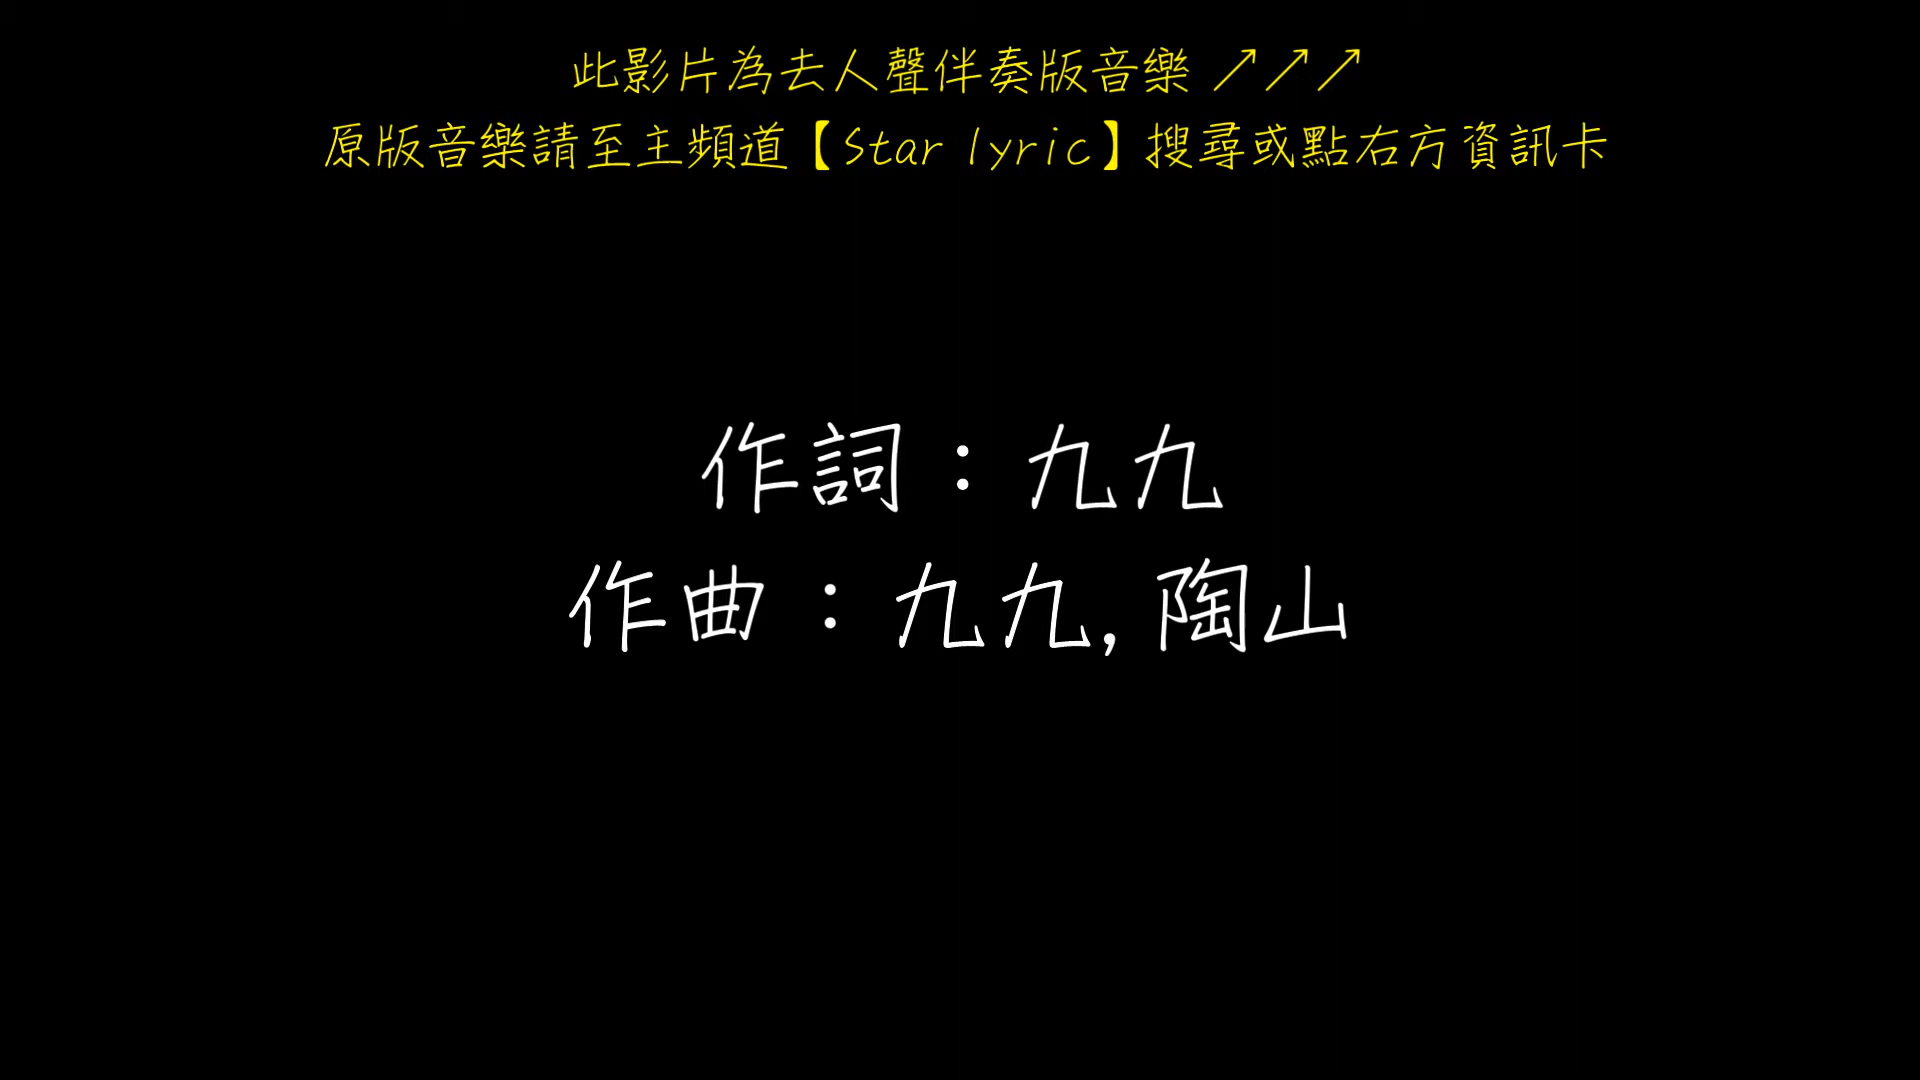 此影片為去人聲伴奏版音樂 ↗↗↗
原版音樂請至主頻道【Star lyric】搜尋或點右方資訊卡
作詞：九九
作曲：九九,陶山